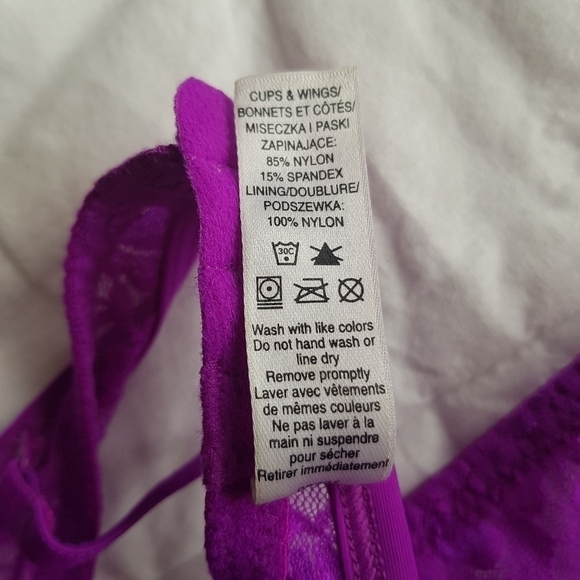 CUPS & WINGS/
BONNETS ET CÔTÉS/
MISECZKA I PASKI
ZAPINAJĄCE:
85% NYLON
15% SPANDEX
LINING/DOUBLURE/
PODSZEWKA:
100% NYLON
30C
Wash with like colors
Do not hand wash or
line dry
Remove promptly
Laver avec vêtements
de mêmes couleurs
Ne pas laver à la
main ni suspendre
pour sécher
Retirer immédiatement